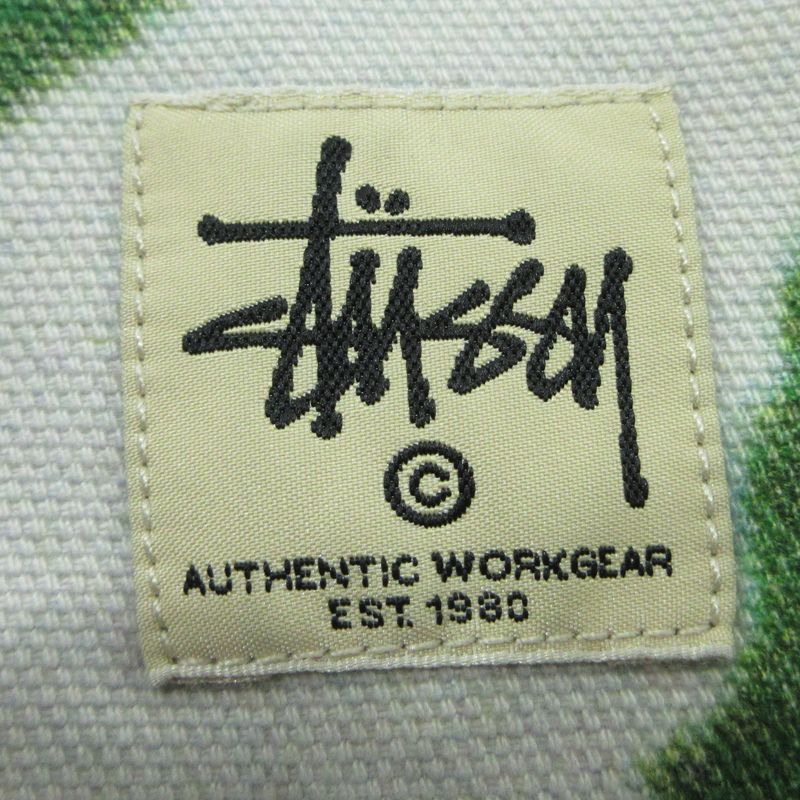 Stüssy
©
AUTHENTIC WORKGEAR
EST. 1980